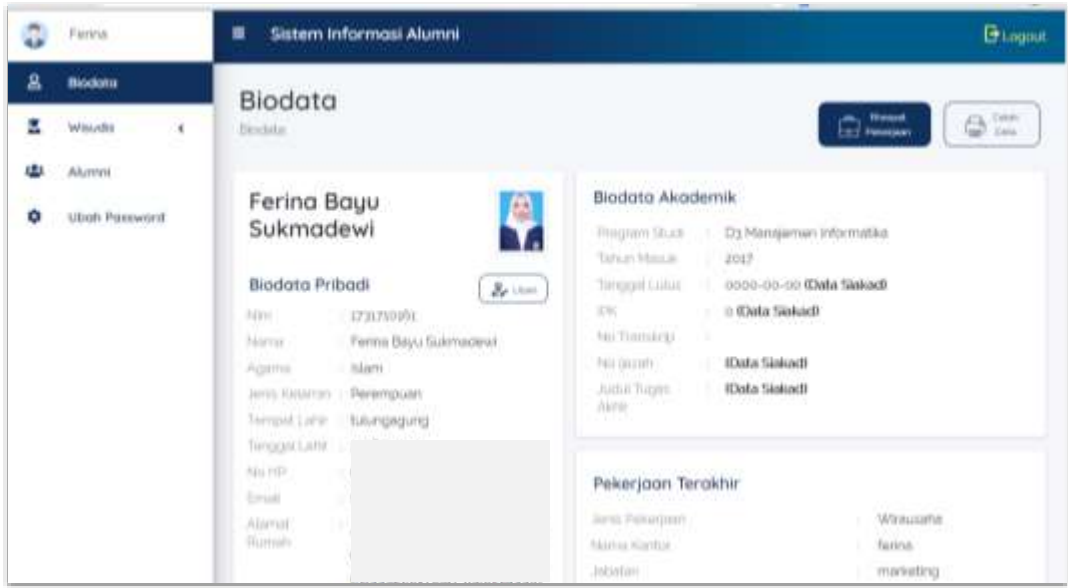 Ferina
Sistem Informasi Alumni
Logout
Biodata
Wisuda
Alumni
Ubah Password
Biodata
Biodata
Riwayat
Pekerjaan
Cetak
Data
Ferina Bayu
Sukmadewi
Biodata Pribadi
Ubah
Nim :
Nama : Ferina Bayu Sukmadewi
Agama : Islam
Jenis Kelamin : Perempuan
Tempat Lahir : tulungagung
Tanggal Lahir :
No HP :
Email :
Alamat :
Rumah
Biodata Akademik
Program Studi : D3 Manajemen Informatika
Tahun Masuk : 2017
Tanggal Lulus : 0000-00-00 (Data Siakad)
IPK : 0 (Data Siakad)
No Transkrip :
No Ijazah : (Data Siakad)
Judul Tugas : (Data Siakad)
Akhir
Pekerjaan Terakhir
Jenis Pekerjaan : Wirausaha
Nama Kantor : ferina
Jabatan : marketing